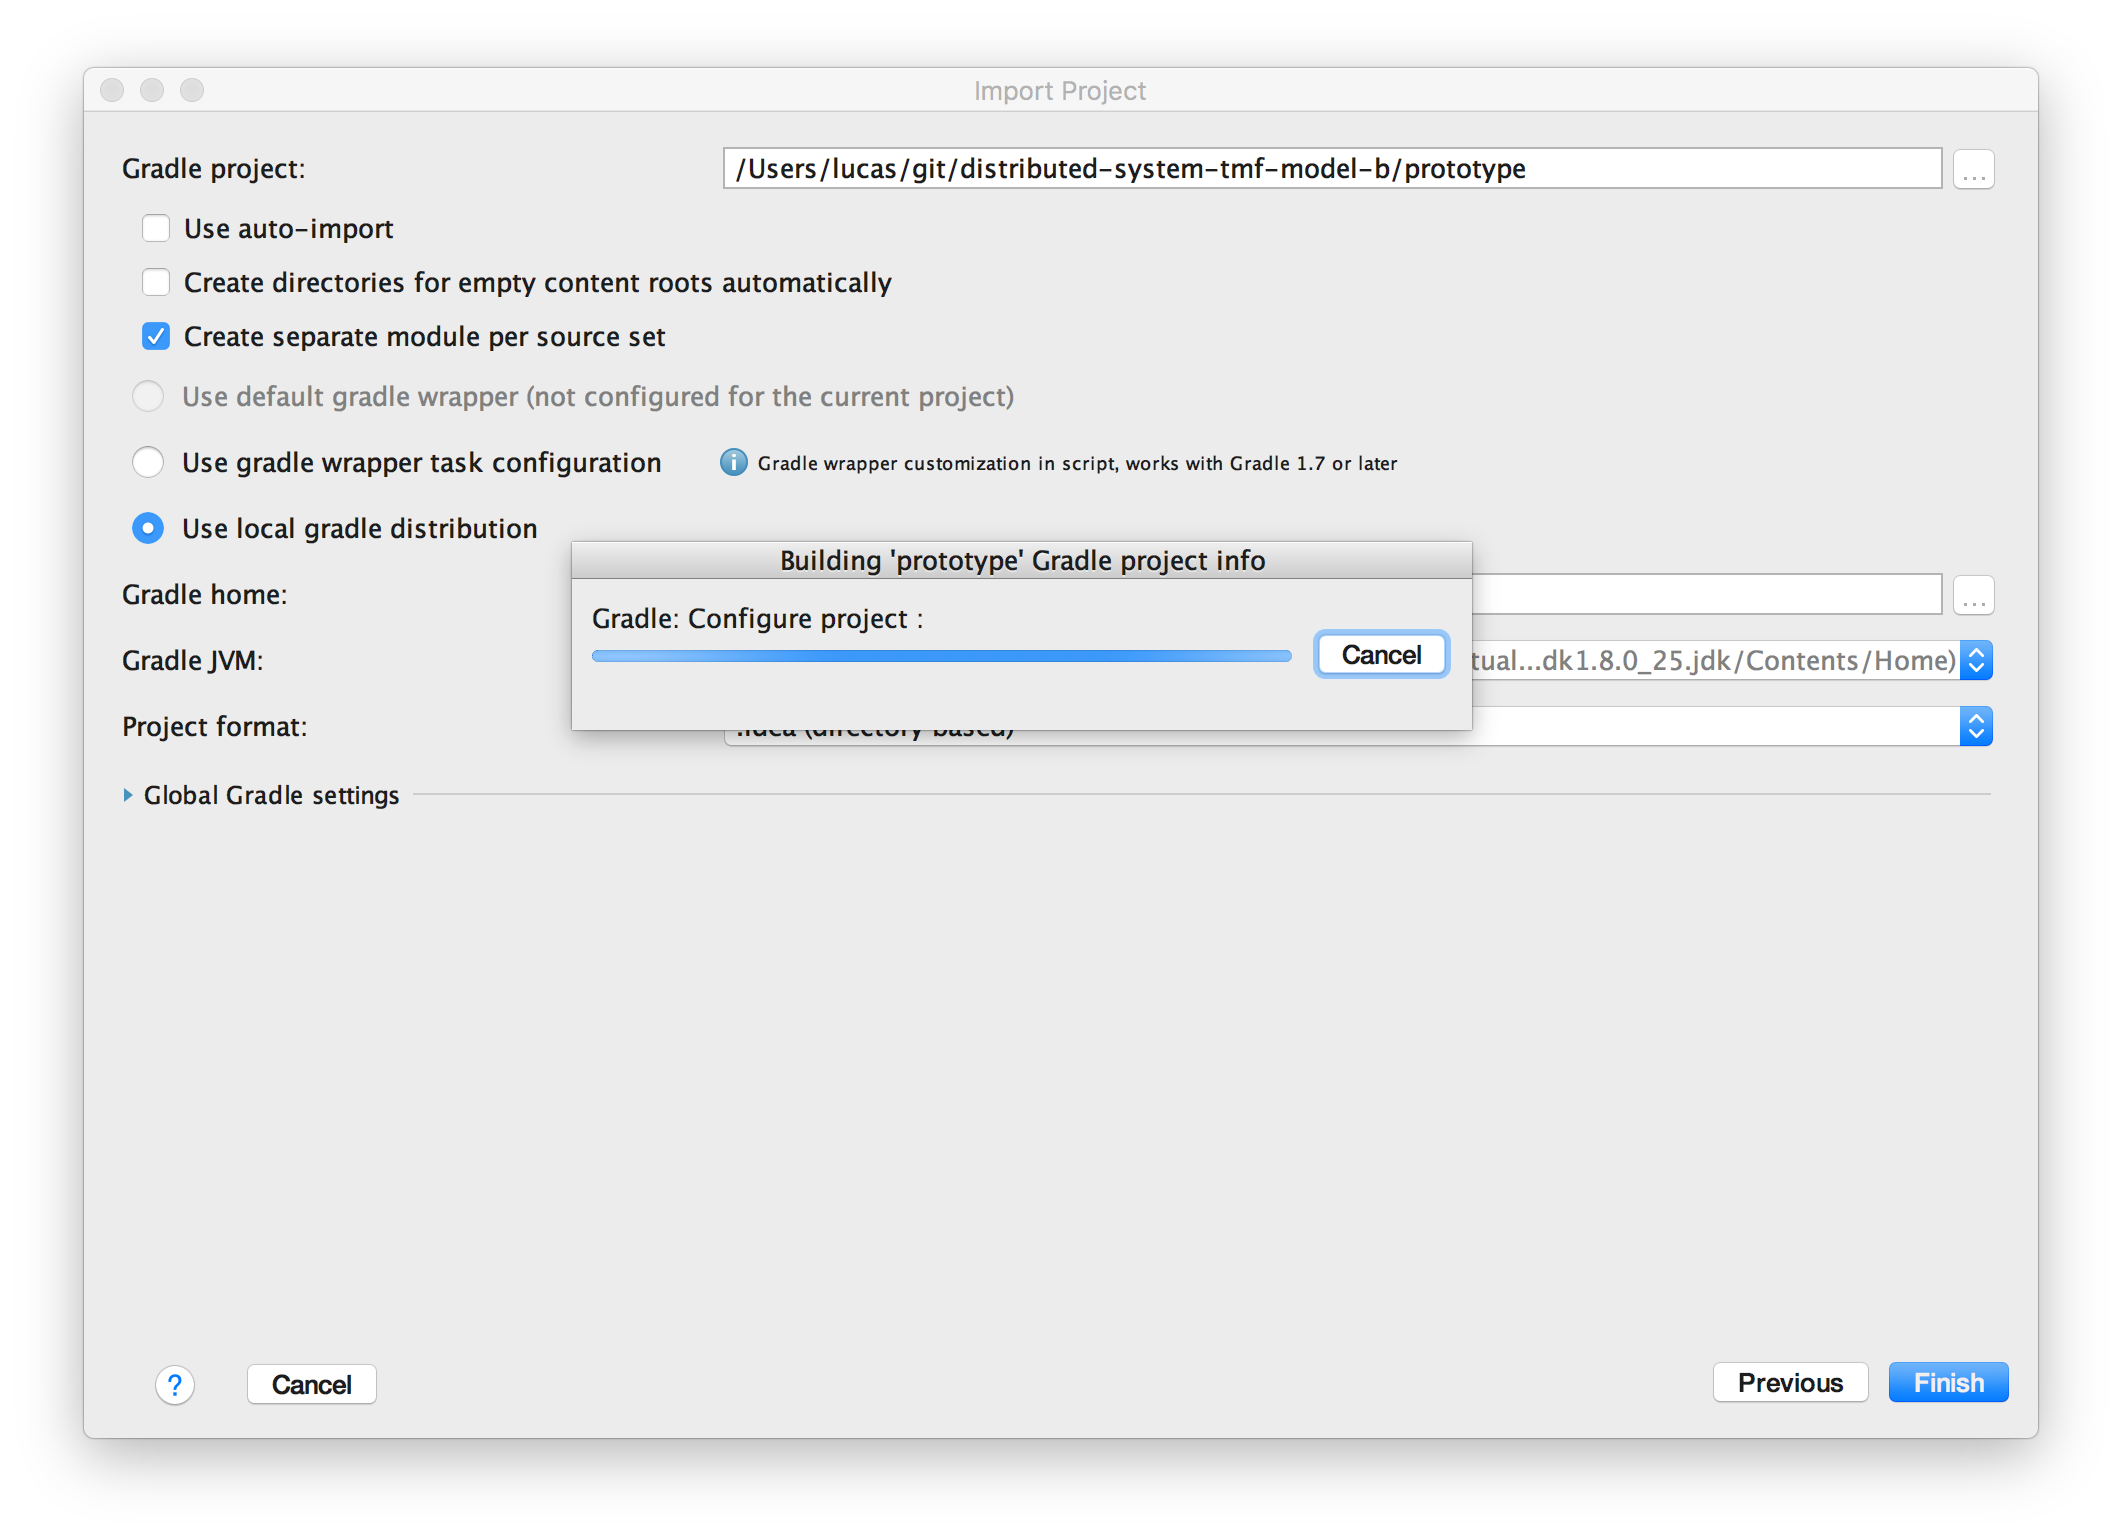 Import Project
Gradle project:
/Users/lucas/git/distributed-system-tmf-model-b/prototype
...
Use auto-import
Create directories for empty content roots automatically
Create separate module per source set
Use default gradle wrapper (not configured for the current project)
Use gradle wrapper task configuration
Gradle wrapper customization in script, works with Gradle 1.7 or later
Use local gradle distribution
Building 'prototype' Gradle project info
Gradle home:
...
Gradle: Configure project :
Cancel
Gradle JVM:
tual...dk1.8.0_25.jdk/Contents/Home)
Project format:
.idea (directory based)
Global Gradle settings
?
Cancel
Previous
Finish